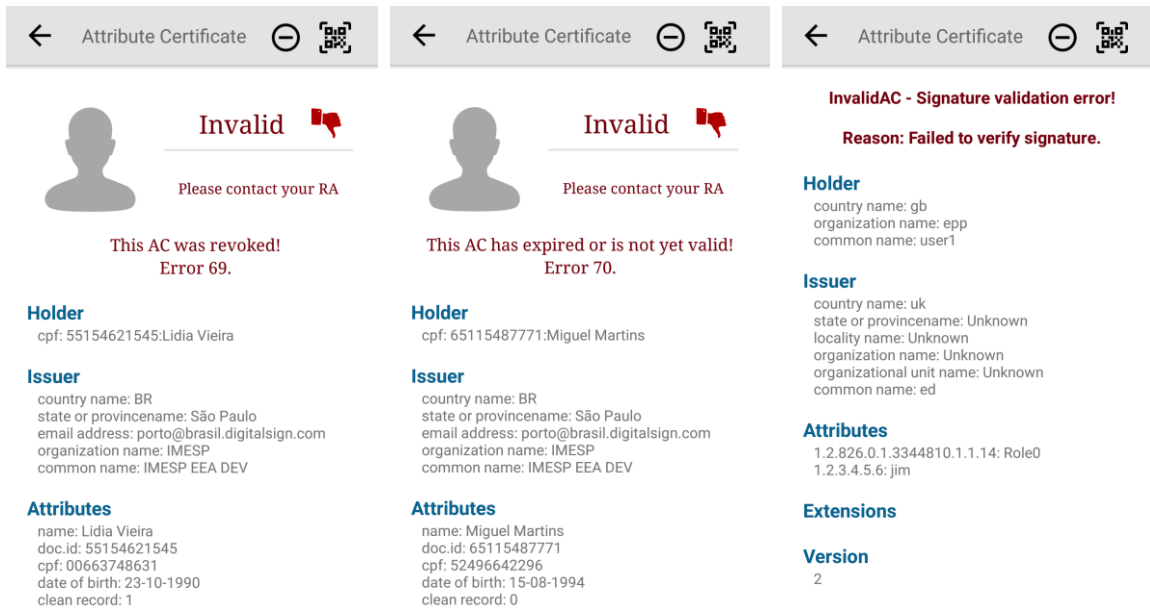 Attribute Certificate
Invalid
Please contact your RA
This AC was revoked!
Error 69.
Holder
cpf: 55154621545:Lidia Vieira
Issuer
country name: BR
state or provincename: São Paulo
email address: porto@brasil.digitalsign.com
organization name: IMESP
common name: IMESP EEA DEV
Attributes
name: Lidia Vieira
doc.id: 55154621545
cpf: 00663748631
date of birth: 23-10-1990
clean record: 1
Attribute Certificate
Invalid
Please contact your RA
This AC has expired or is not yet valid!
Error 70.
Holder
cpf: 65115487771:Miguel Martins
Issuer
country name: BR
state or provincename: São Paulo
email address: porto@brasil.digitalsign.com
organization name: IMESP
common name: IMESP EEA DEV
Attributes
name: Miguel Martins
doc.id: 65115487771
cpf: 52496642296
date of birth: 15-08-1994
clean record: 0
Attribute Certificate
InvalidAC - Signature validation error!
Reason: Failed to verify signature.
Holder
country name: gb
organization name: epp
common name: user1
Issuer
country name: uk
state or provincename: Unknown
locality name: Unknown
organization name: Unknown
organizational unit name: Unknown
common name: ed
Attributes
1.2.826.0.1.3344810.1.1.14: Role0
1.2.3.4.5.6: jim
Extensions
Version
2